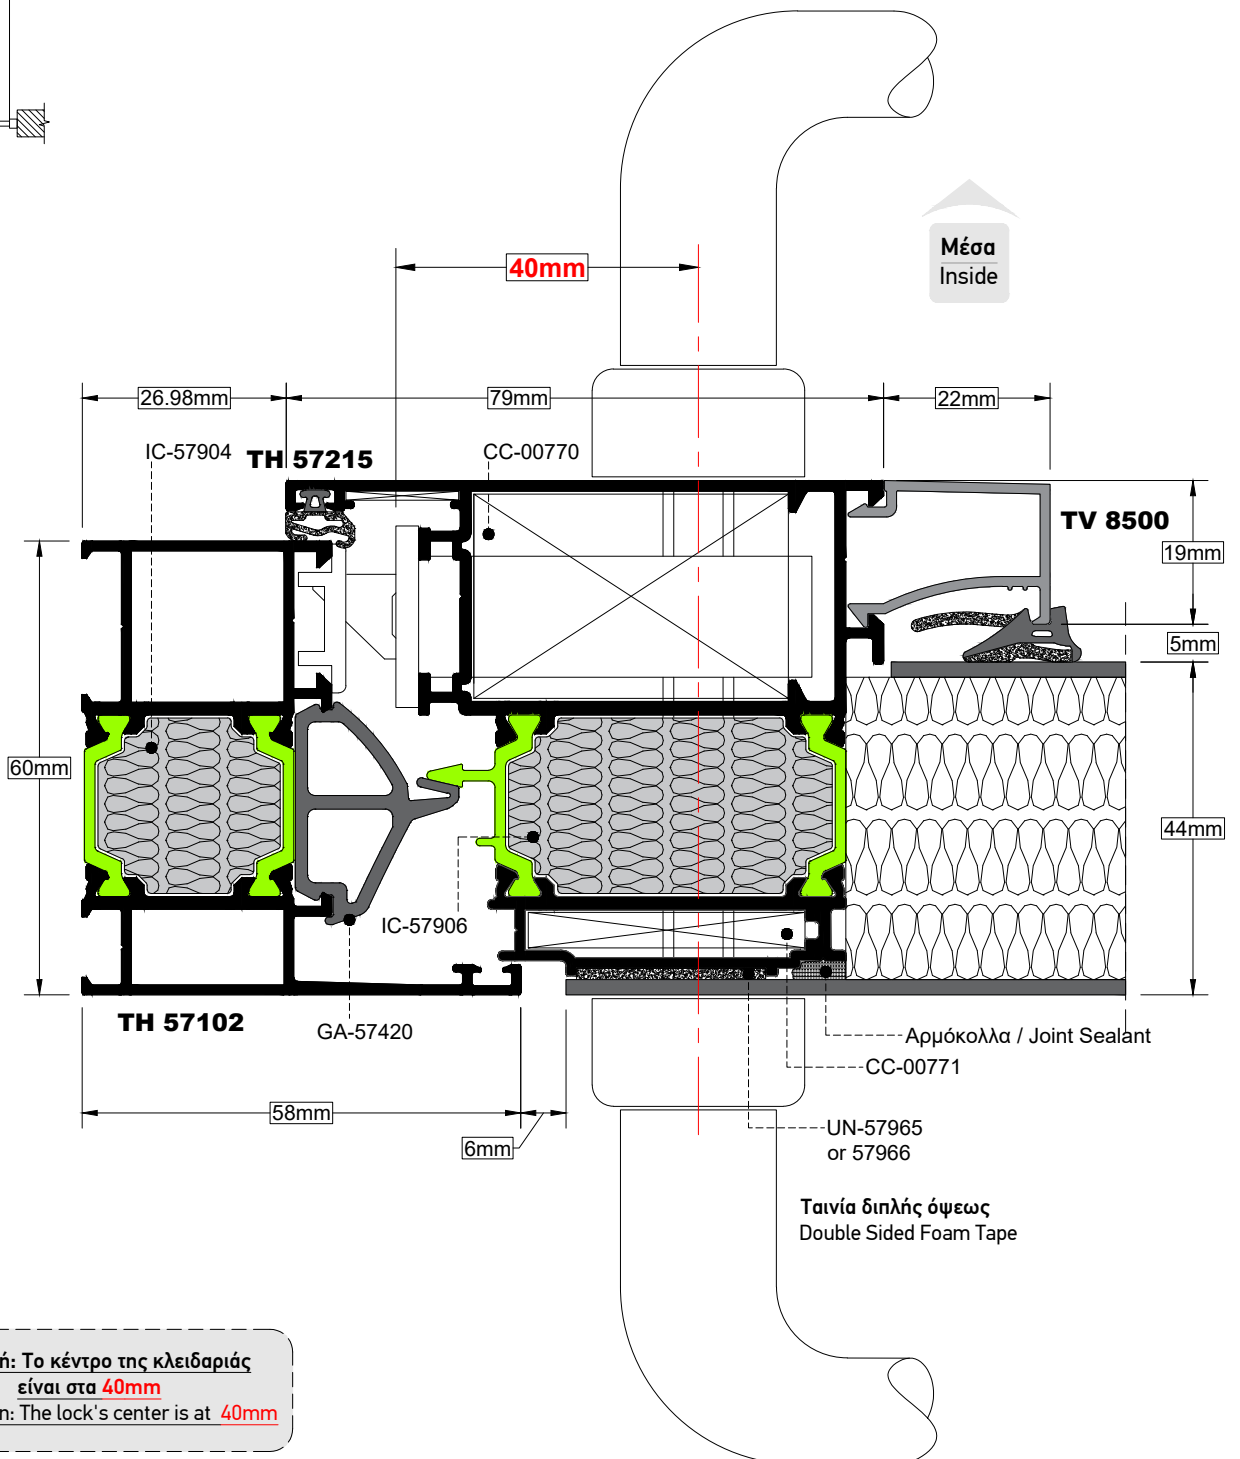 Μέσα
Inside
40mm
26.98mm
79mm
22mm
IC-57904
TH 57215
CC-00770
TV 8500
19mm
5mm
60mm
44mm
IC-57906
TH 57102
GA-57420
Αρμόκολλα / Joint Sealant
CC-00771
58mm
6mm
UN-57965
or 57966
Ταινία διπλής όψεως
Double Sided Foam Tape
ή: Το κέντρο της κλειδαριάς
είναι στα 40mm
n: The lock's center is at 40mm